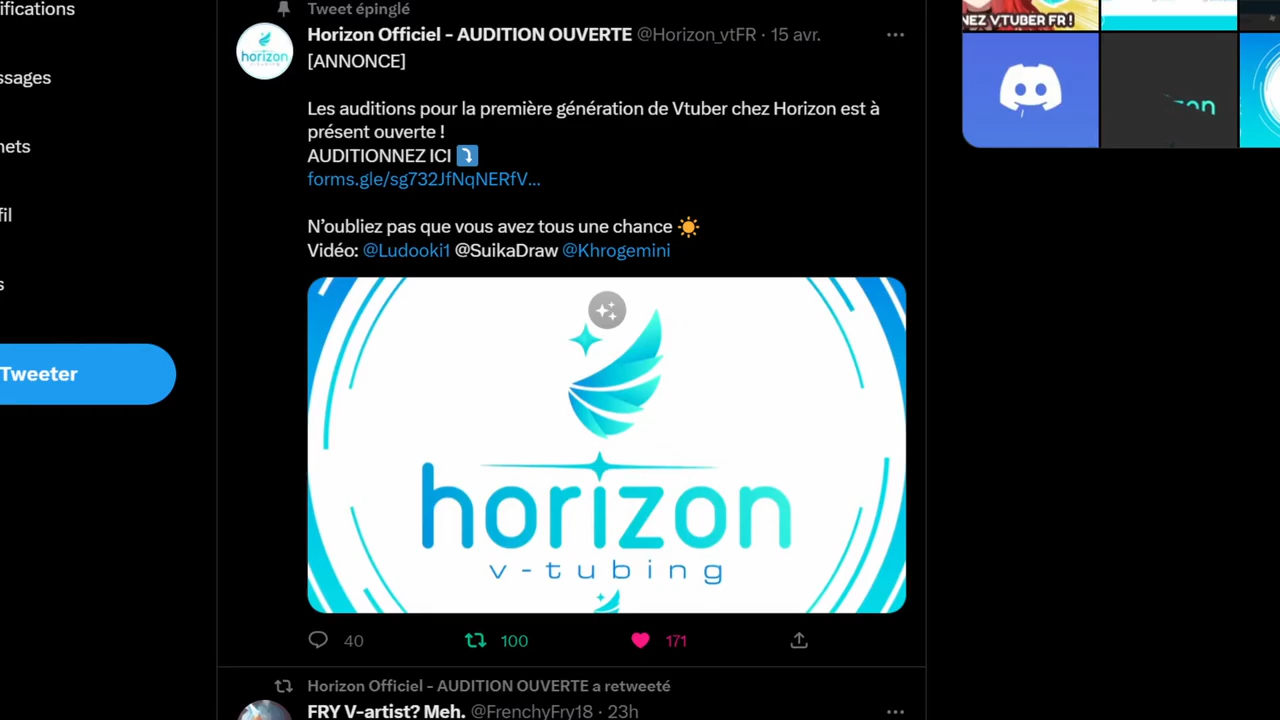 ifications
Tweet épinglé
Horizon Officiel - AUDITION OUVERTE @Horizon_vtFR · 15 avr.
[ANNONCE]
NEZ VTUBER FR !
horizon
ssages
Les auditions pour la première génération de Vtuber chez Horizon est à
présent ouverte !
AUDITIONNEZ ICI
forms.gle/sg732JfNqNERfV...
nets
N'oubliez pas que vous avez tous une chance
Vidéo: @Ludooki1 @SuikaDraw @Khrogemini
fil
s
Tweeter
horizon
v-tubing
40
100
171
Horizon Officiel - AUDITION OUVERTE a retweeté
FRY V-artist? Meh. @FrenchyFry18 · 23h